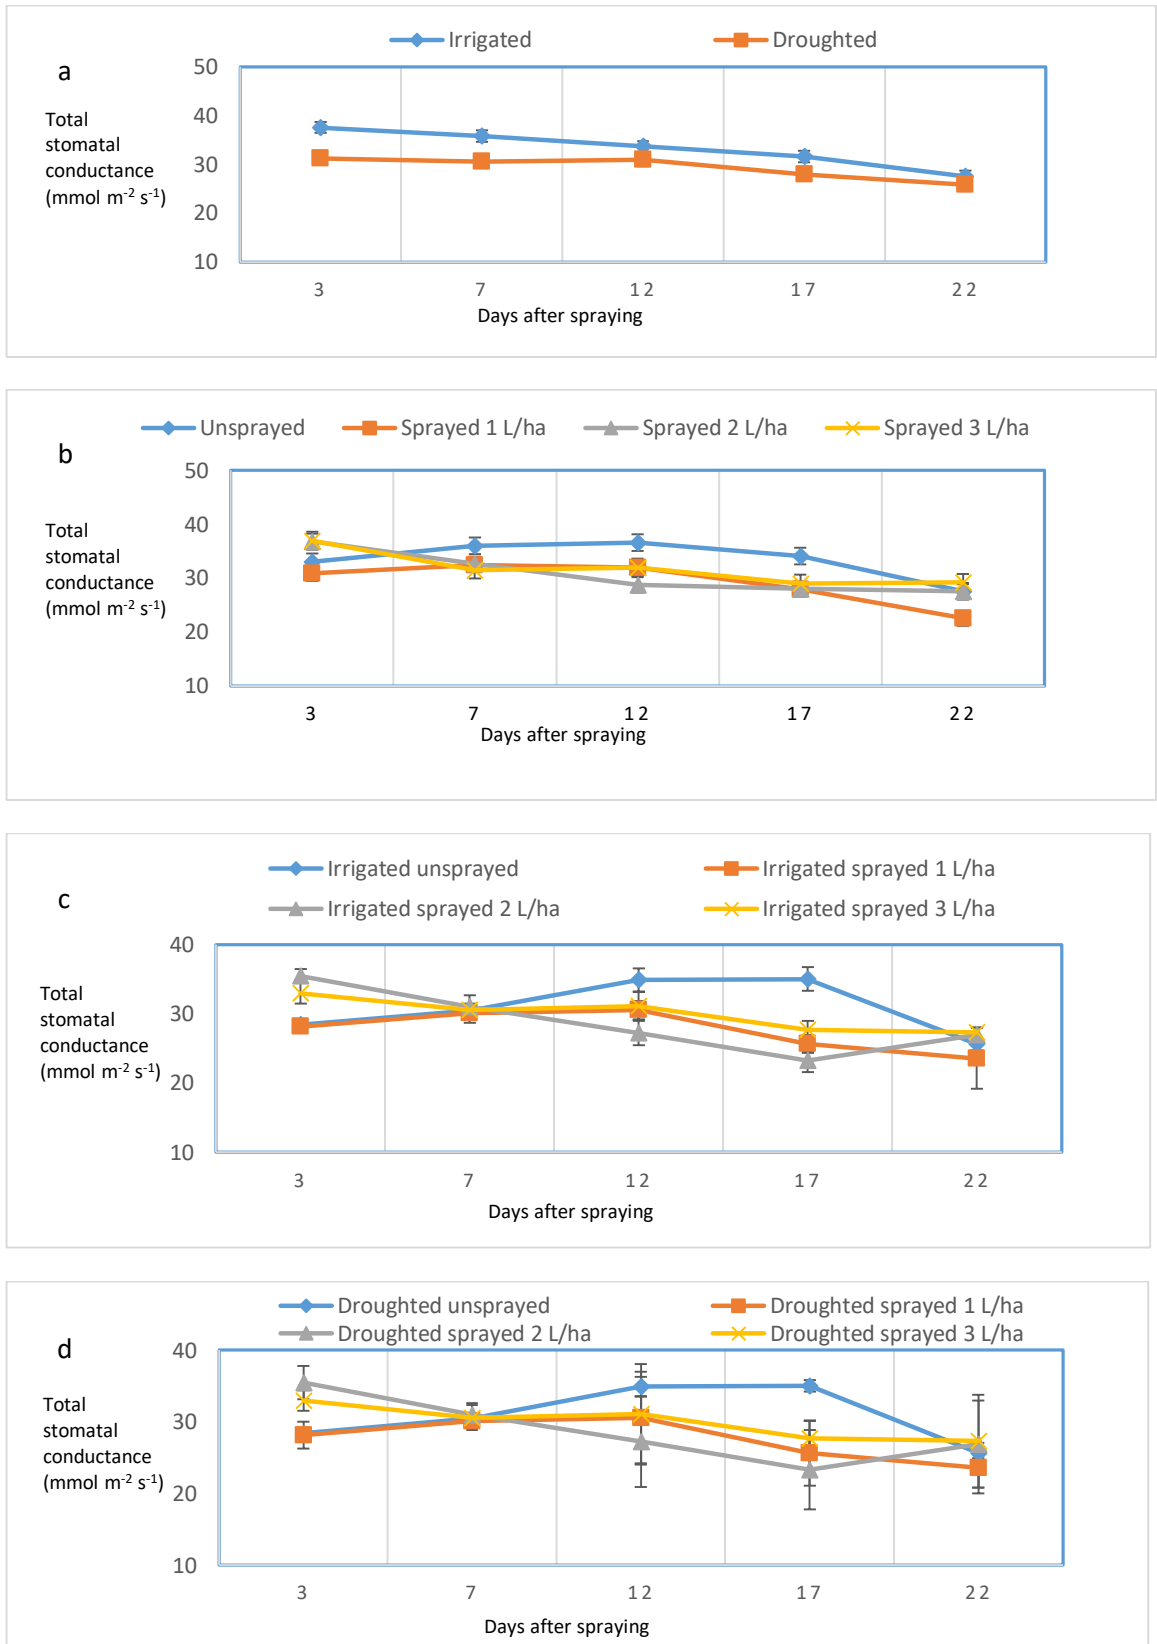 Irrigated Droughted
a
50
40
30
20
10
Total
stomatal
conductance
(mmol m⁻² s⁻¹)
3 7 12 17 22
Days after spraying
Unsprayed Sprayed 1 L/ha Sprayed 2 L/ha Sprayed 3 L/ha
b
50
40
30
20
10
Total
stomatal
conductance
(mmol m⁻² s⁻¹)
3 7 12 17 22
Days after spraying
Irrigated unsprayed Irrigated sprayed 1 L/ha
Irrigated sprayed 2 L/ha Irrigated sprayed 3 L/ha
c
40
30
20
10
Total
stomatal
conductance
(mmol m⁻² s⁻¹)
3 7 12 17 22
Days after spraying
Droughted unsprayed Droughted sprayed 1 L/ha
Droughted sprayed 2 L/ha Droughted sprayed 3 L/ha
d
40
30
20
10
Total
stomatal
conductance
(mmol m⁻² s⁻¹)
3 7 12 17 22
Days after spraying